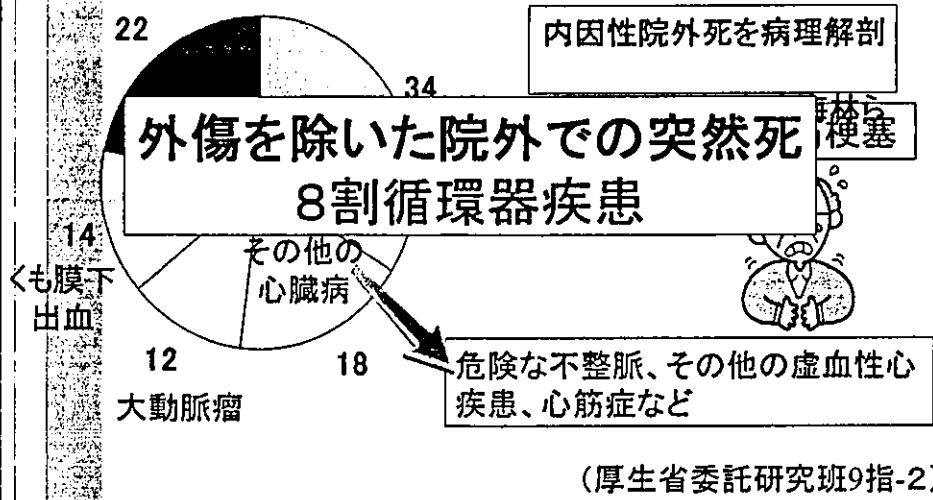 22
内因性院外死を病理解剖
34
外傷を除いた院外での突然死
8割循環器疾患
梗塞
14
くも膜下
出血
その他の
心臓病
12
18
大動脈瘤
危険な不整脈、その他の虚血性心
疾患、心筋症など
(厚生省委託研究班9指-2)